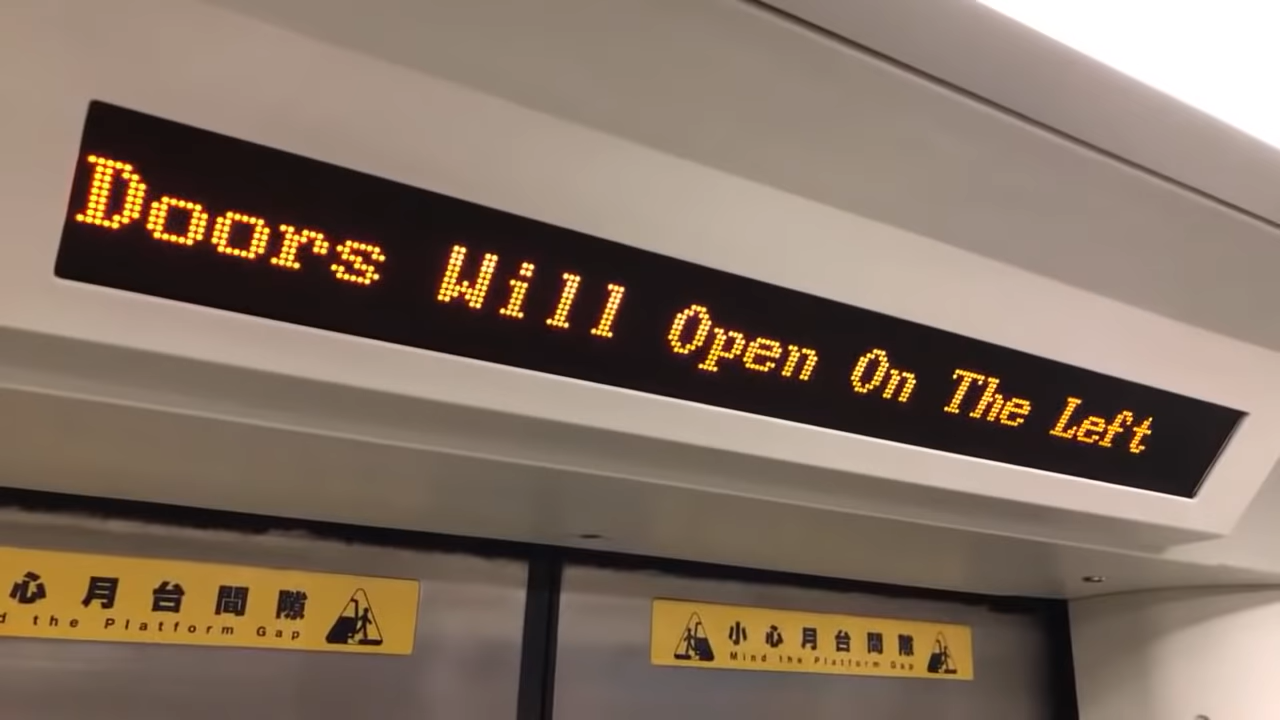 Doors Will Open On The Left
心月台間隙
the Platform Gap
小心月台間隙
Mind the Platform Gap